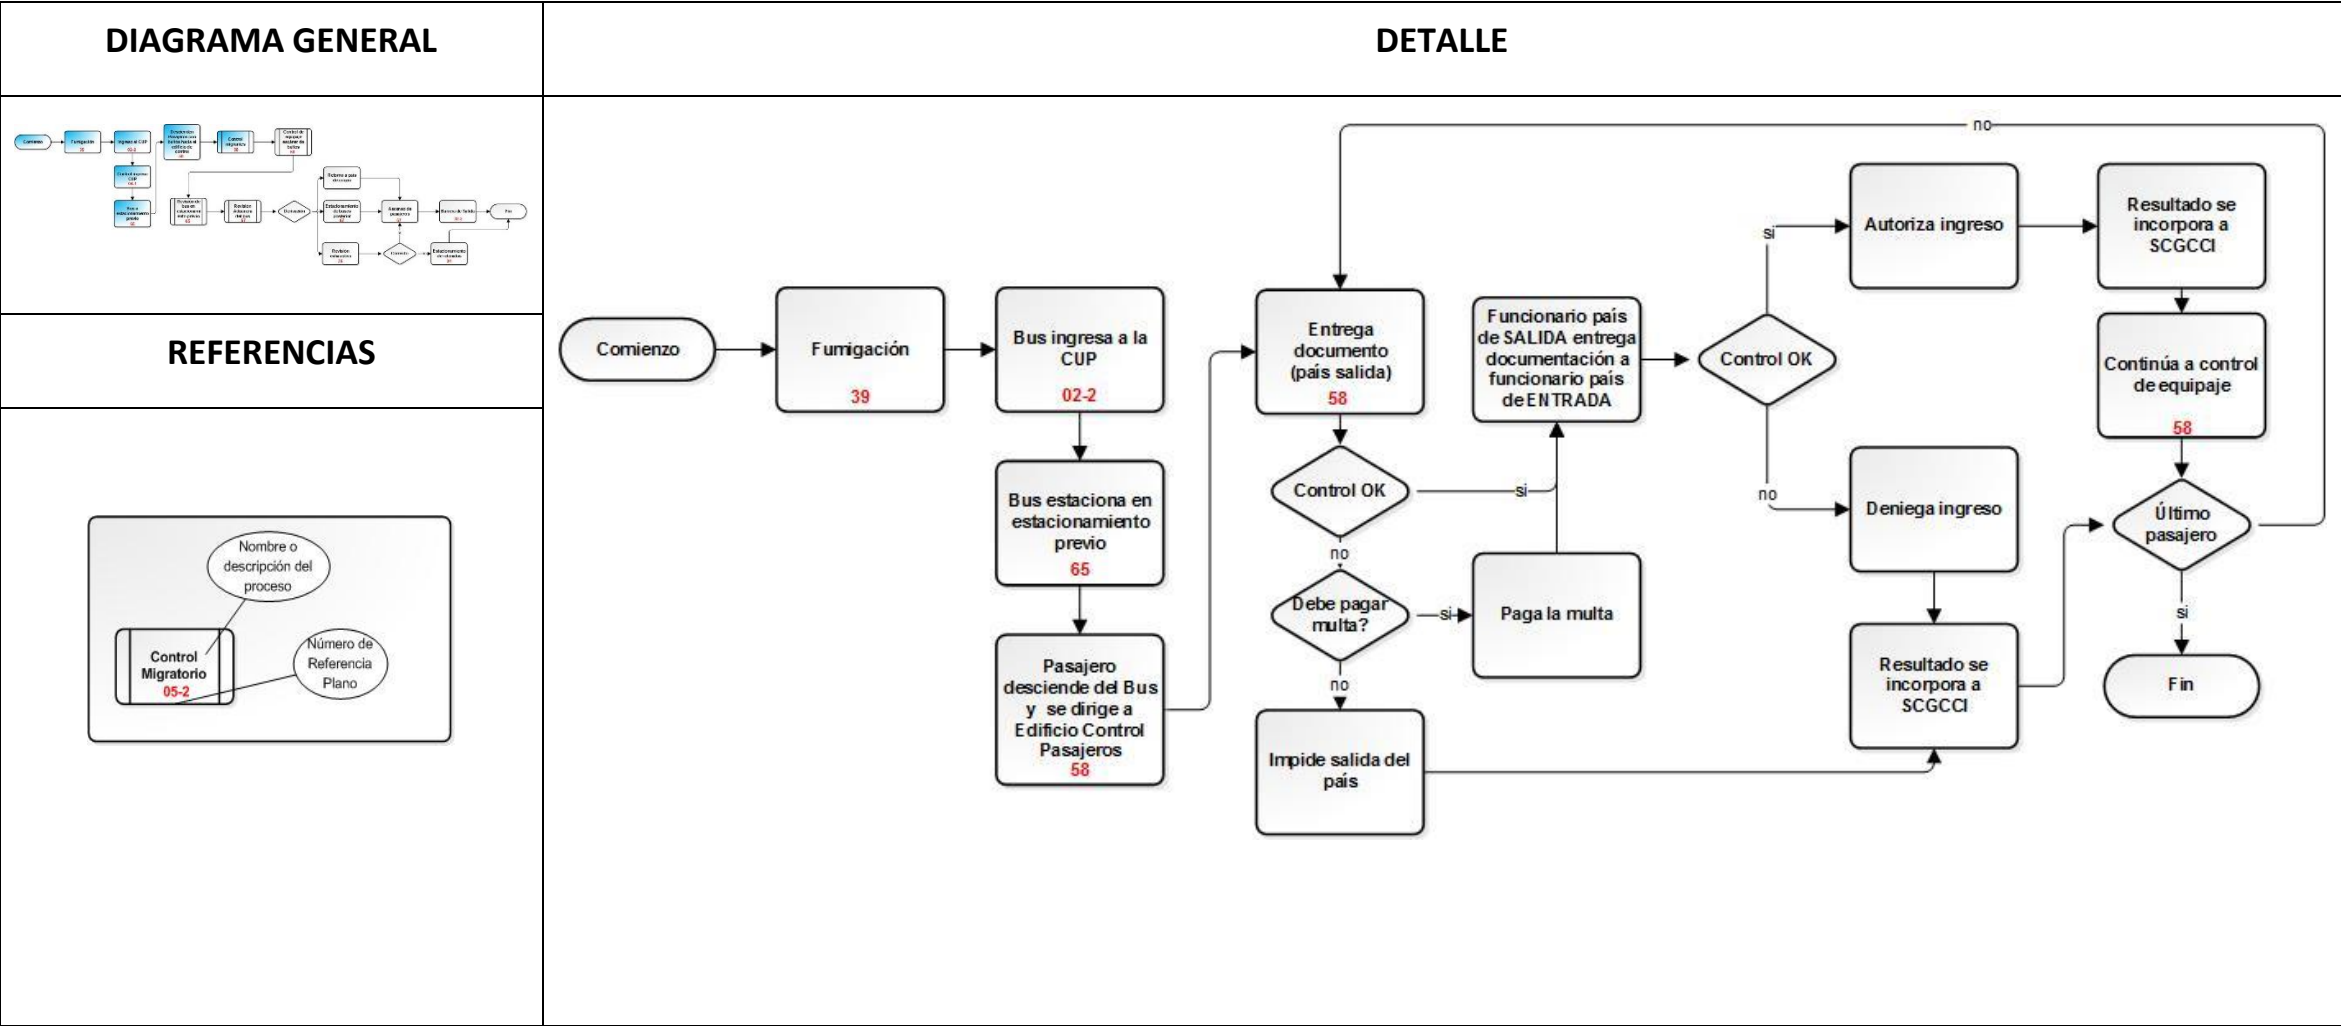 DIAGRAMA GENERAL
DETALLE
Comienzo
Fumigación
Ingreso al CUP
REFERENCIAS
Nombre o
descripción del
proceso
Control
Migratorio
05-2
Número de
Referencia
Plano
Comienzo
Fumigación
39
Bus ingresa a la
CUP
02-2
Bus estaciona en
estacionamiento
previo
65
Pasajero
desciende del Bus
y se dirige a
Edificio Control
Pasajeros
58
Entrega
documento
(país salida)
58
Control OK
si
no
Debe pagar
multa?
si
Paga la multa
no
Impide salida del
país
Funcionario país
de SALIDA entrega
documentación a
funcionario país
de ENTRADA
Control OK
si
Autoriza ingreso
Resultado se
incorpora a
SCGCCI
Continúa a control
de equipaje
58
no
Deniega ingreso
Resultado se
incorpora a
SCGCCI
Último
pasajero
no
si
Fin